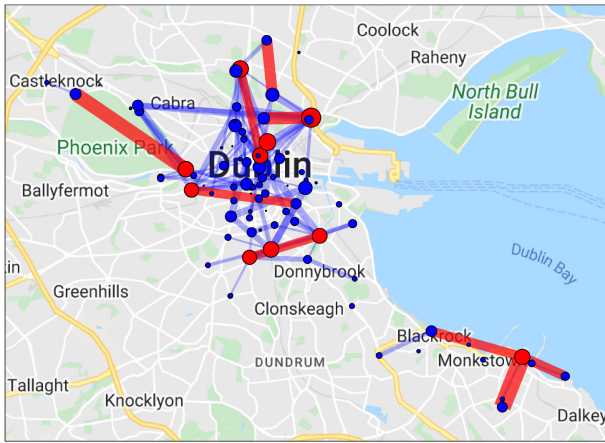 Coolock
Raheny
Castleknock
North Bull
Island
Cabra
Phoenix Park
Dublin
Ballyfermot
Dublin Bay
Donnybrook
Greenhills
Clonskeagh
Blackrock
DUNDRUM
Monkstow
Tallaght
Knocklyon
Dalkey